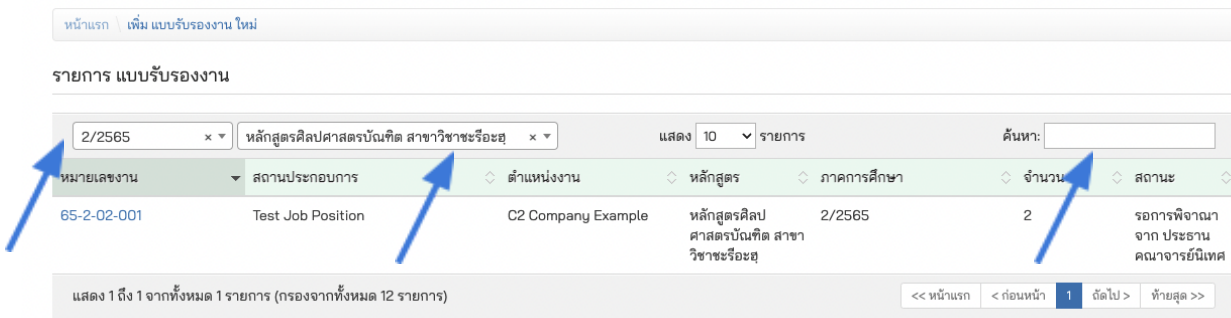 หน้าแรก \ เพิ่ม แบบรับรองงาน ใหม่
รายการ แบบรับรองงาน
2/2565 × หลักสูตรศิลปศาสตรบัณฑิต สาขาวิชาชะรีอะฮฺ × แสดง 10 รายการ ค้นหา:
หมายเลขงาน สถานประกอบการ ตำแหน่งงาน หลักสูตร ภาคการศึกษา จำนวน สถานะ
65-2-02-001 Test Job Position C2 Company Example หลักสูตรศิลป 2/2565 2 รอการพิจาณา
ศาสตรบัณฑิต สาขา จาก ประธาน
วิชาชะรีอะฮฺ คณาจารย์นิเทศ
แสดง 1 ถึง 1 จากทั้งหมด 1 รายการ (กรองจากทั้งหมด 12 รายการ) << หน้าแรก < ก่อนหน้า 1 ถัดไป > ท้ายสุด >>